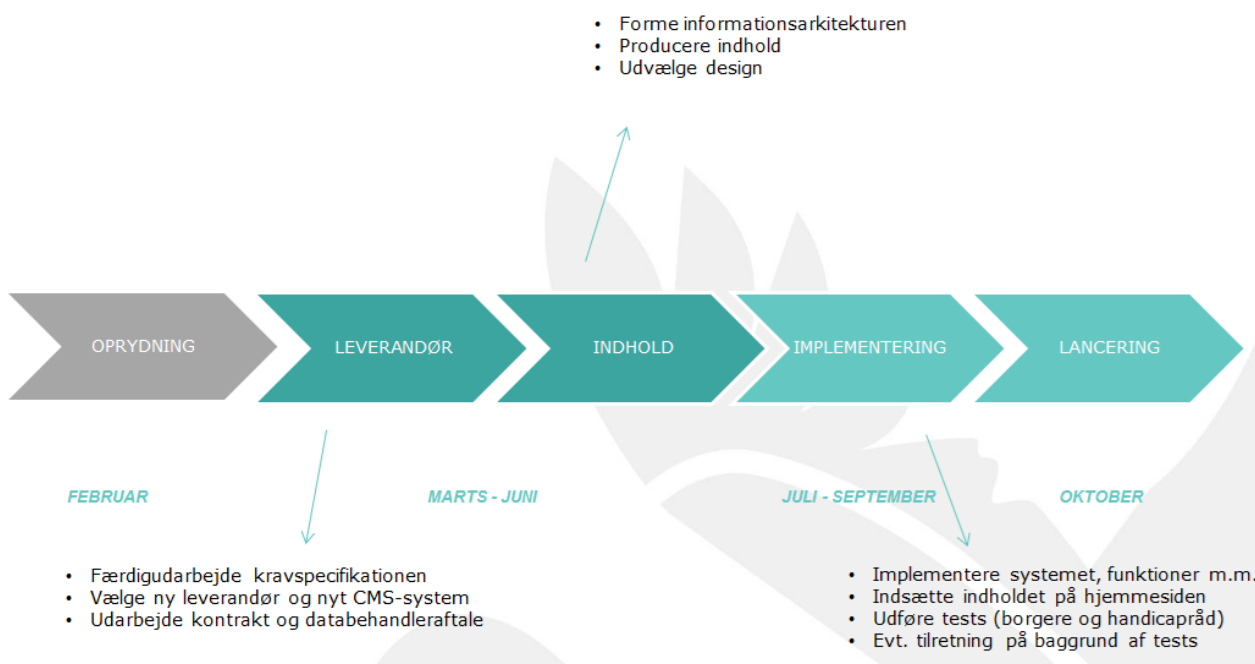 • Forme informationsarkitekturen
• Producere indhold
• Udvælge design
OPRYDNING
LEVERANDØR
INDHOLD
IMPLEMENTERING
LANCERING
FEBRUAR
MARTS - JUNI
JULI - SEPTEMBER
OKTOBER
• Færdigudarbejde kravspecifikationen
• Vælge ny leverandør og nyt CMS-system
• Udarbejde kontrakt og databehandleraftale
• Implementere systemet, funktioner m.m.
• Indsætte indholdet på hjemmesiden
• Udføre tests (borgere og handicapråd)
• Evt. tilretning på baggrund af tests